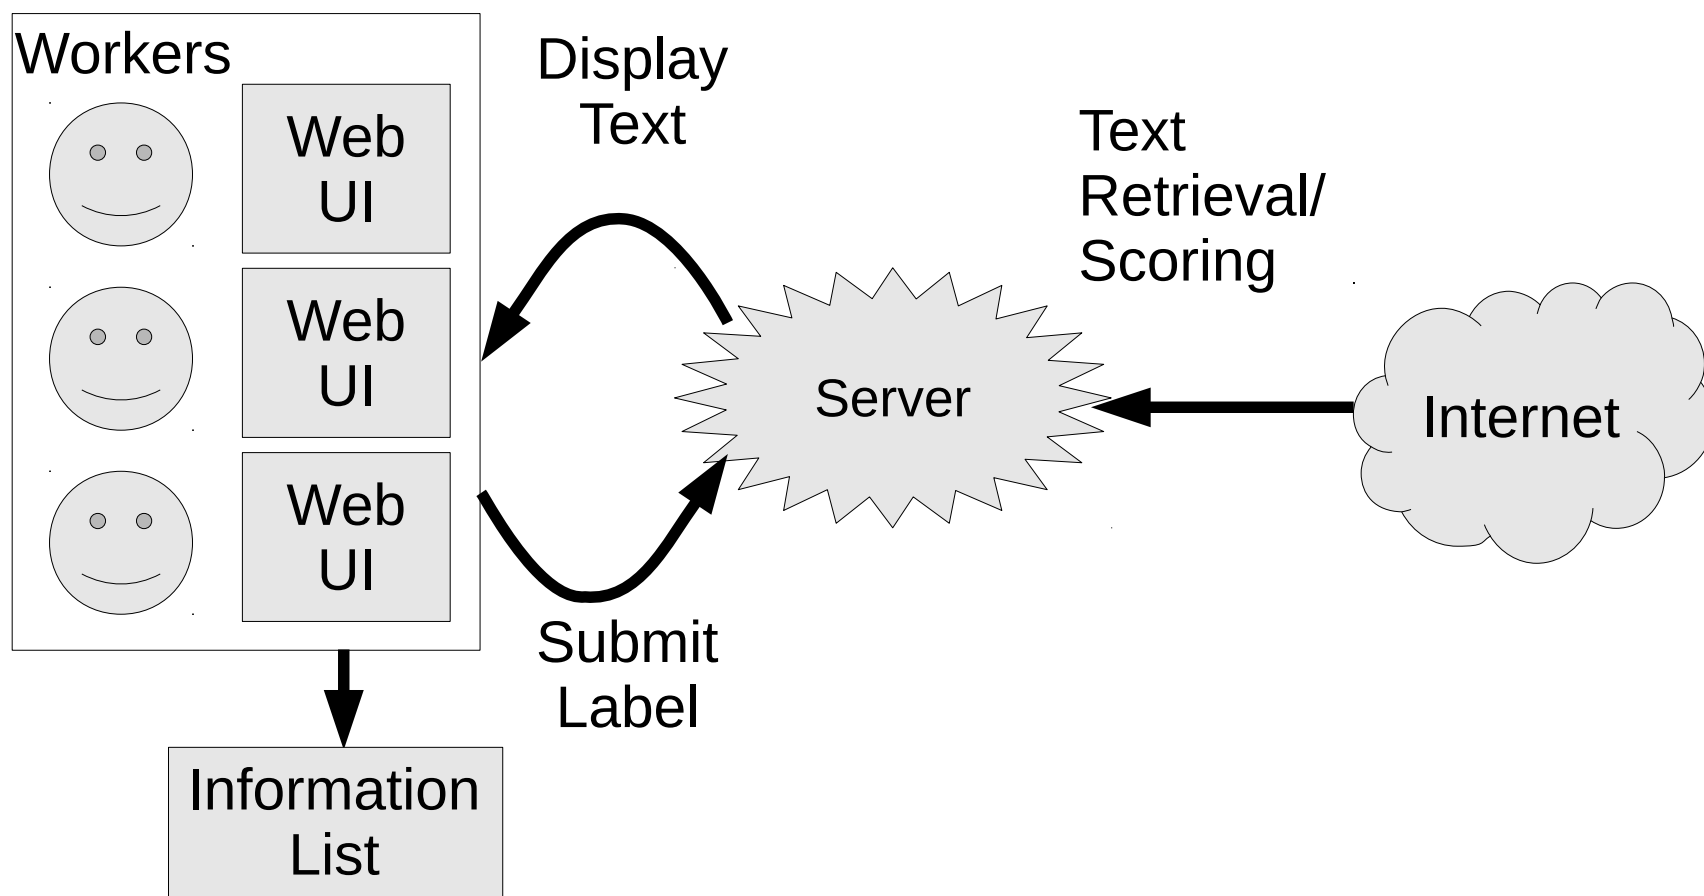 Workers
Web
UI
Web
UI
Web
UI
Display
Text
Submit
Label
Server
Text
Retrieval/
Scoring
Internet
Information
List